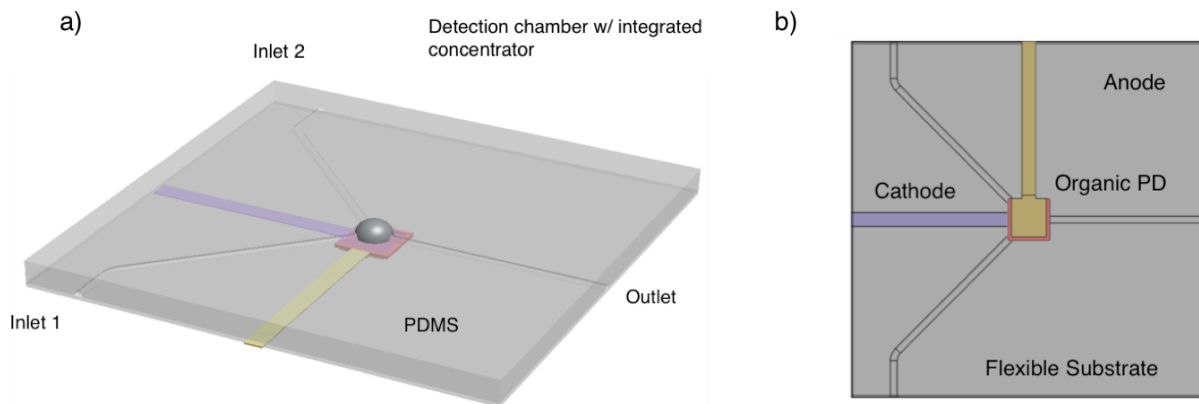 a)
Inlet 2
Detection chamber w/ integrated
concentrator
Inlet 1
PDMS
Outlet
b)
Anode
Cathode
Organic PD
Flexible Substrate